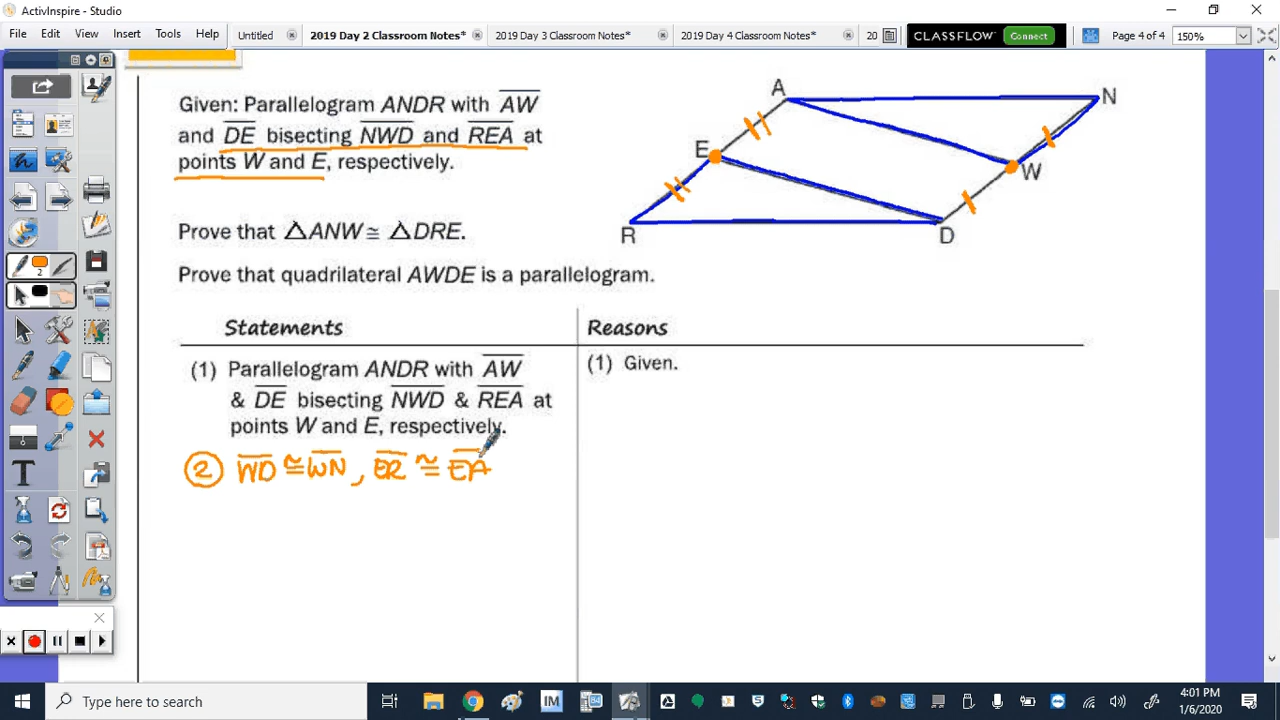 ActivInspire - Studio
File Edit View Insert Tools Help Untitled 2019 Day 2 Classroom Notes* 2019 Day 3 Classroom Notes* 2019 Day 4 Classroom Notes* 20 CLASSFLOW Connect Page 4 of 4 150%
Given: Parallelogram ANDR with AW
and DE bisecting NWD and REA at
points W and E, respectively.
Prove that △ANW ≅ △DRE.
Prove that quadrilateral AWDE is a parallelogram.
A
N
E
W
R
D
Statements Reasons
(1) Parallelogram ANDR with AW
& DE bisecting NWD & REA at
points W and E, respectively.
(1) Given.
② WD ≅ WN, ER ≅ EA
2
T
Type here to search
IM
4:01 PM
1/6/2020